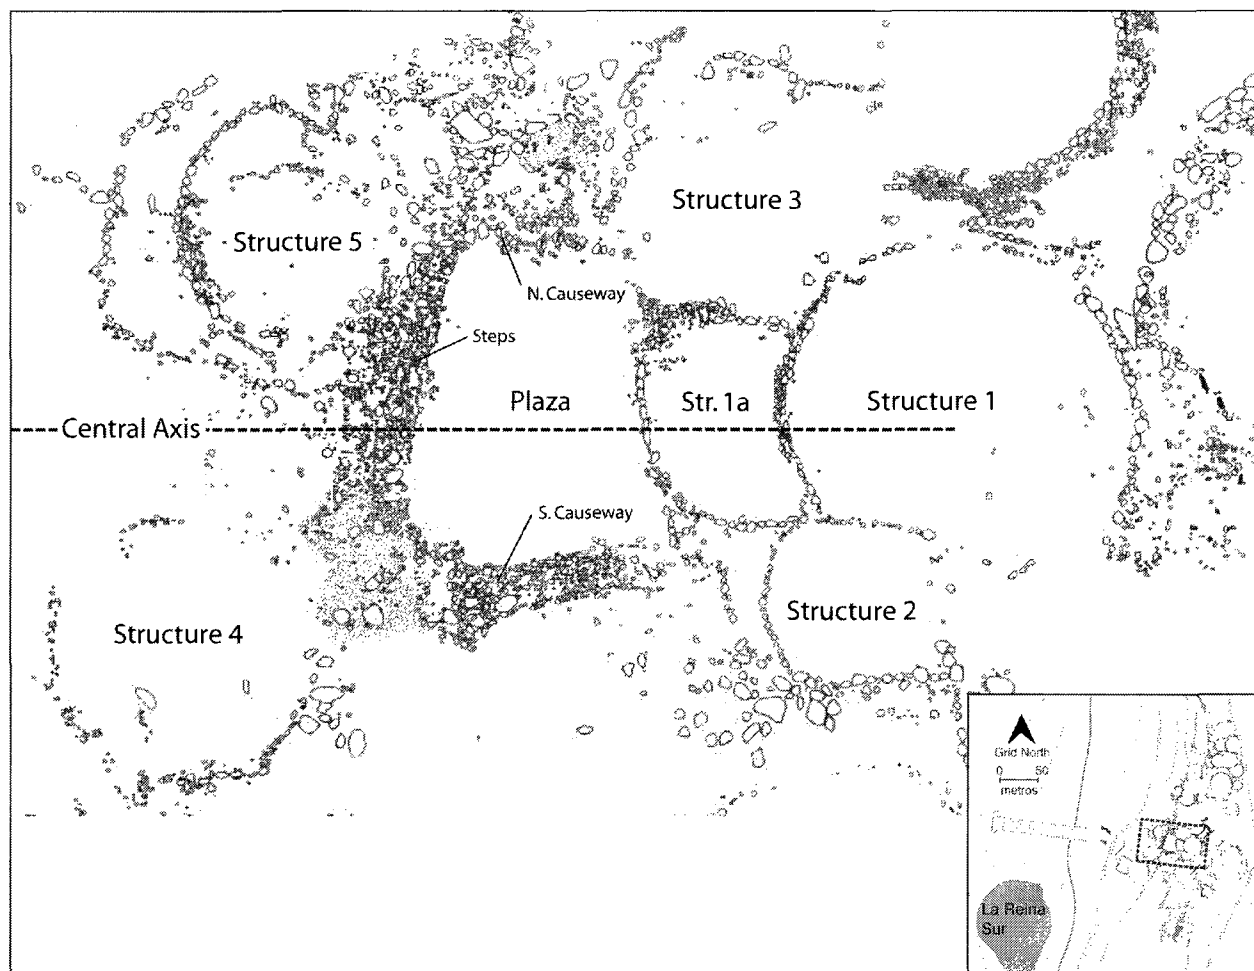 Structure 3
Structure 5
N. Causeway
Steps
Plaza
Str. 1a
Structure 1
Central Axis
S. Causeway
Structure 2
Structure 4
Grid North
0 50
metros
La Reina
Sur